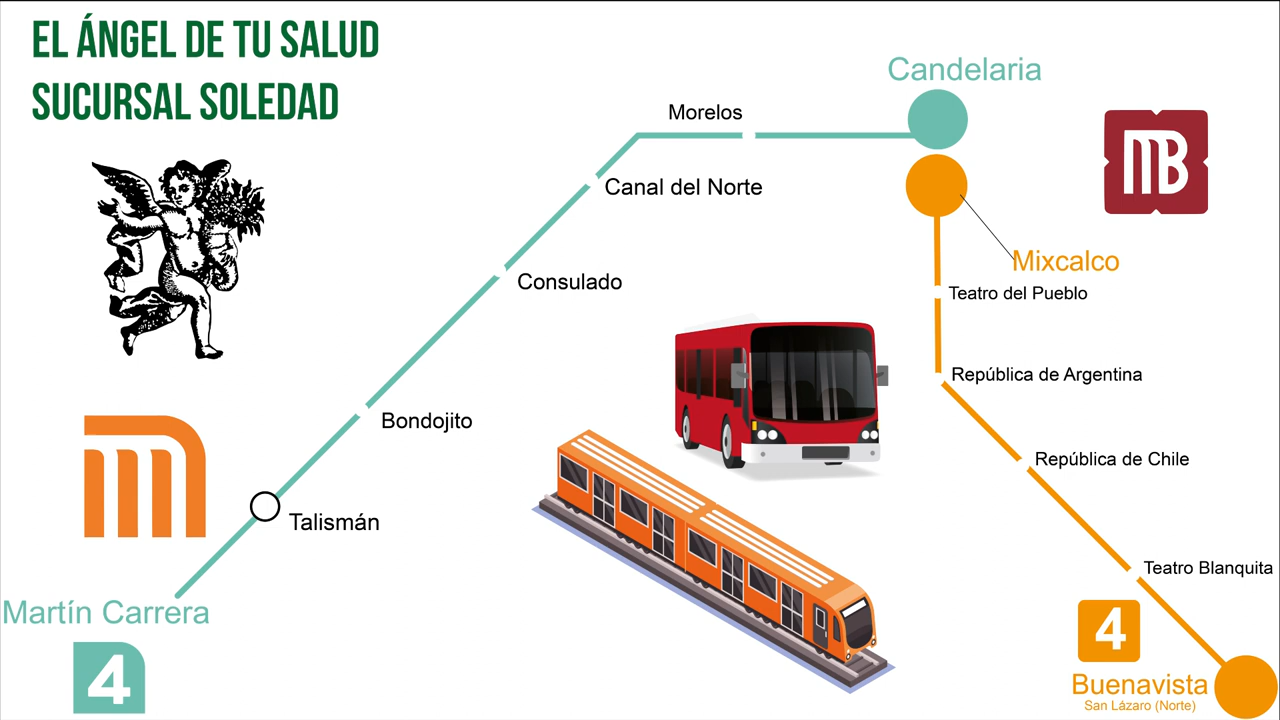 EL ÁNGEL DE TU SALUD
SUCURSAL SOLEDAD
Candelaria
Morelos
MB
Canal del Norte
Mixcalco
Consulado
Teatro del Pueblo
República de Argentina
Bondojito
República de Chile
Talismán
Teatro Blanquita
Martín Carrera
4
4
Buenavista
San Lázaro (Norte)